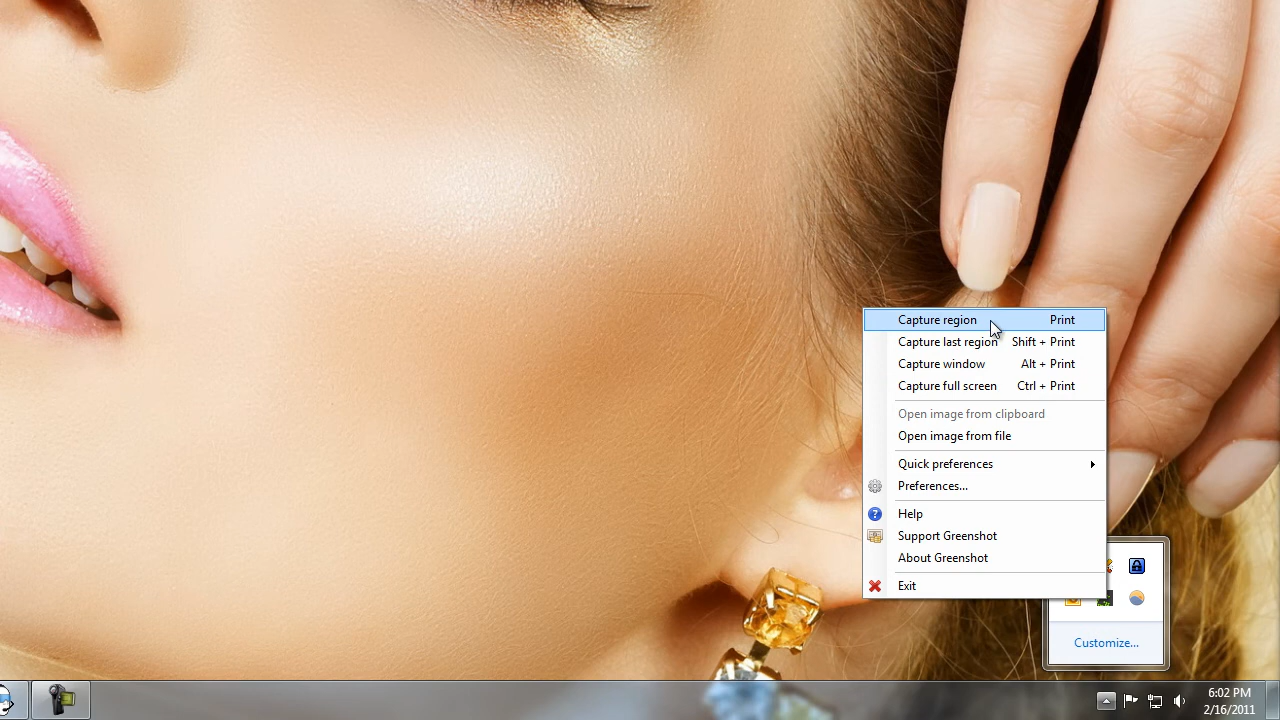 Capture region Print
Capture last region Shift + Print
Capture window Alt + Print
Capture full screen Ctrl + Print
Open image from clipboard
Open image from file
Quick preferences
Preferences...
Help
Support Greenshot
About Greenshot
Exit
Customize...
6:02 PM
2/16/2011